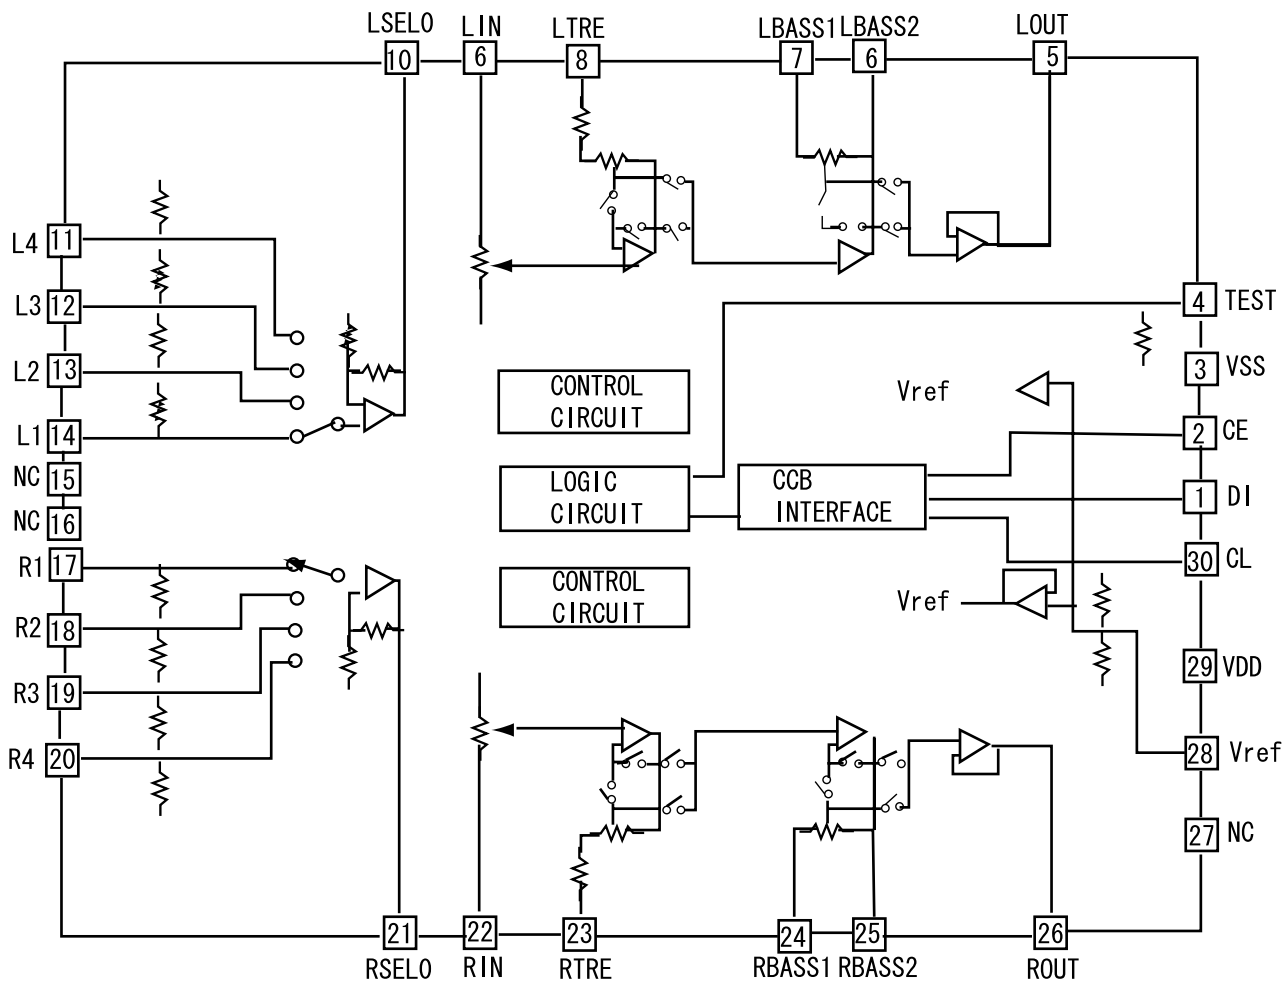 LSELO LIN LTRE LBASS1 LBASS2 LOUT
10 6 8 7 6 5
L4 11
L3 12
L2 13
L1 14
NC 15
NC 16
R1 17
R2 18
R3 19
R4 20
4 TEST
3 VSS
2 CE
1 DI
30 CL
29 VDD
28 Vref
27 NC
CONTROL
CIRCUIT
LOGIC
CIRCUIT
CCB
INTERFACE
CONTROL
CIRCUIT
Vref
Vref
21 22 23 24 25 26
RSELO RIN RTRE RBASS1 RBASS2 ROUT